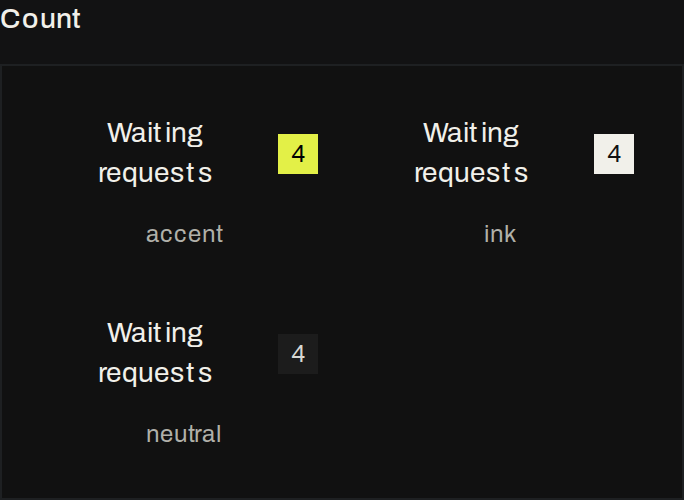 Count
Waiting
requests
4
accent
Waiting
requests
4
ink
Waiting
requests
4
neutral